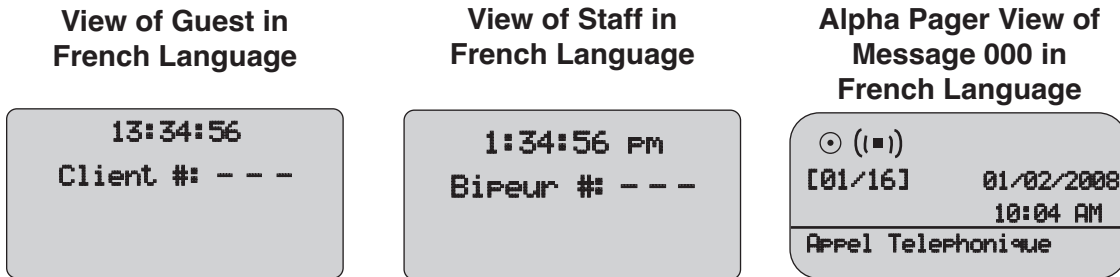 View of Guest in
French Language
13:34:56
Client #: - - -
View of Staff in
French Language
1:34:56 pm
Bipeur #: - - -
Alpha Pager View of
Message 000 in
French Language
[01/16] 01/02/2008
10:04 AM
Appel Telephonique